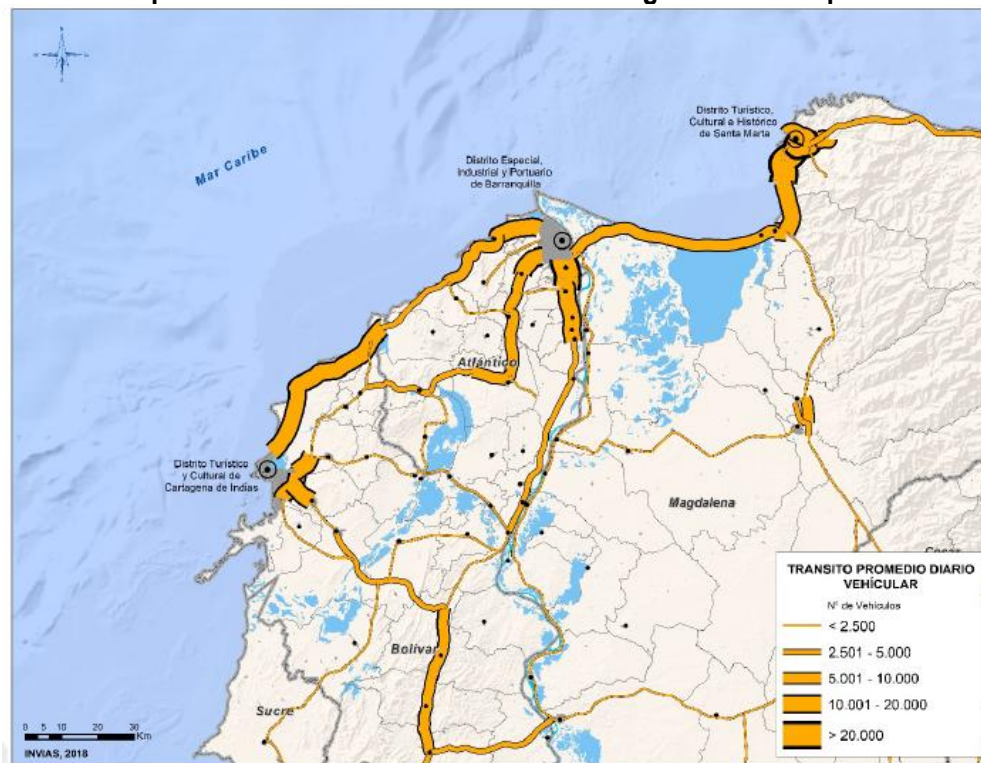 Mar Caribe
Distrito Turístico,
Cultural e Histórico
de Santa Marta
Distrito Especial,
Industrial y Portuario
de Barranquilla
Atlántico
Distrito Turístico
y Cultural de
Cartagena de Indias
Magdalena
Cesar
Bolívar
Sucre
TRANSITO PROMEDIO DIARIO
VEHÍCULAR
N° de Vehículos
< 2.500
2.501 - 5.000
5.001 - 10.000
10.001 - 20.000
> 20.000
0 5 10 20 30
Km
INVIAS, 2018